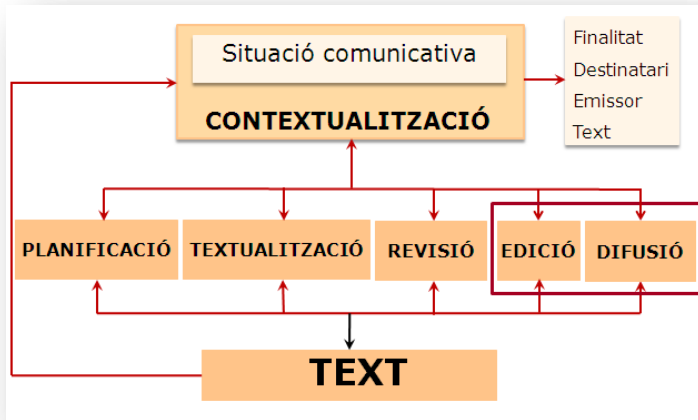 Situació comunicativa
CONTEXTUALITZACIÓ
Finalitat
Destinatari
Emissor
Text
PLANIFICACIÓ
TEXTUALITZACIÓ
REVISIÓ
EDICIÓ
DIFUSIÓ
TEXT